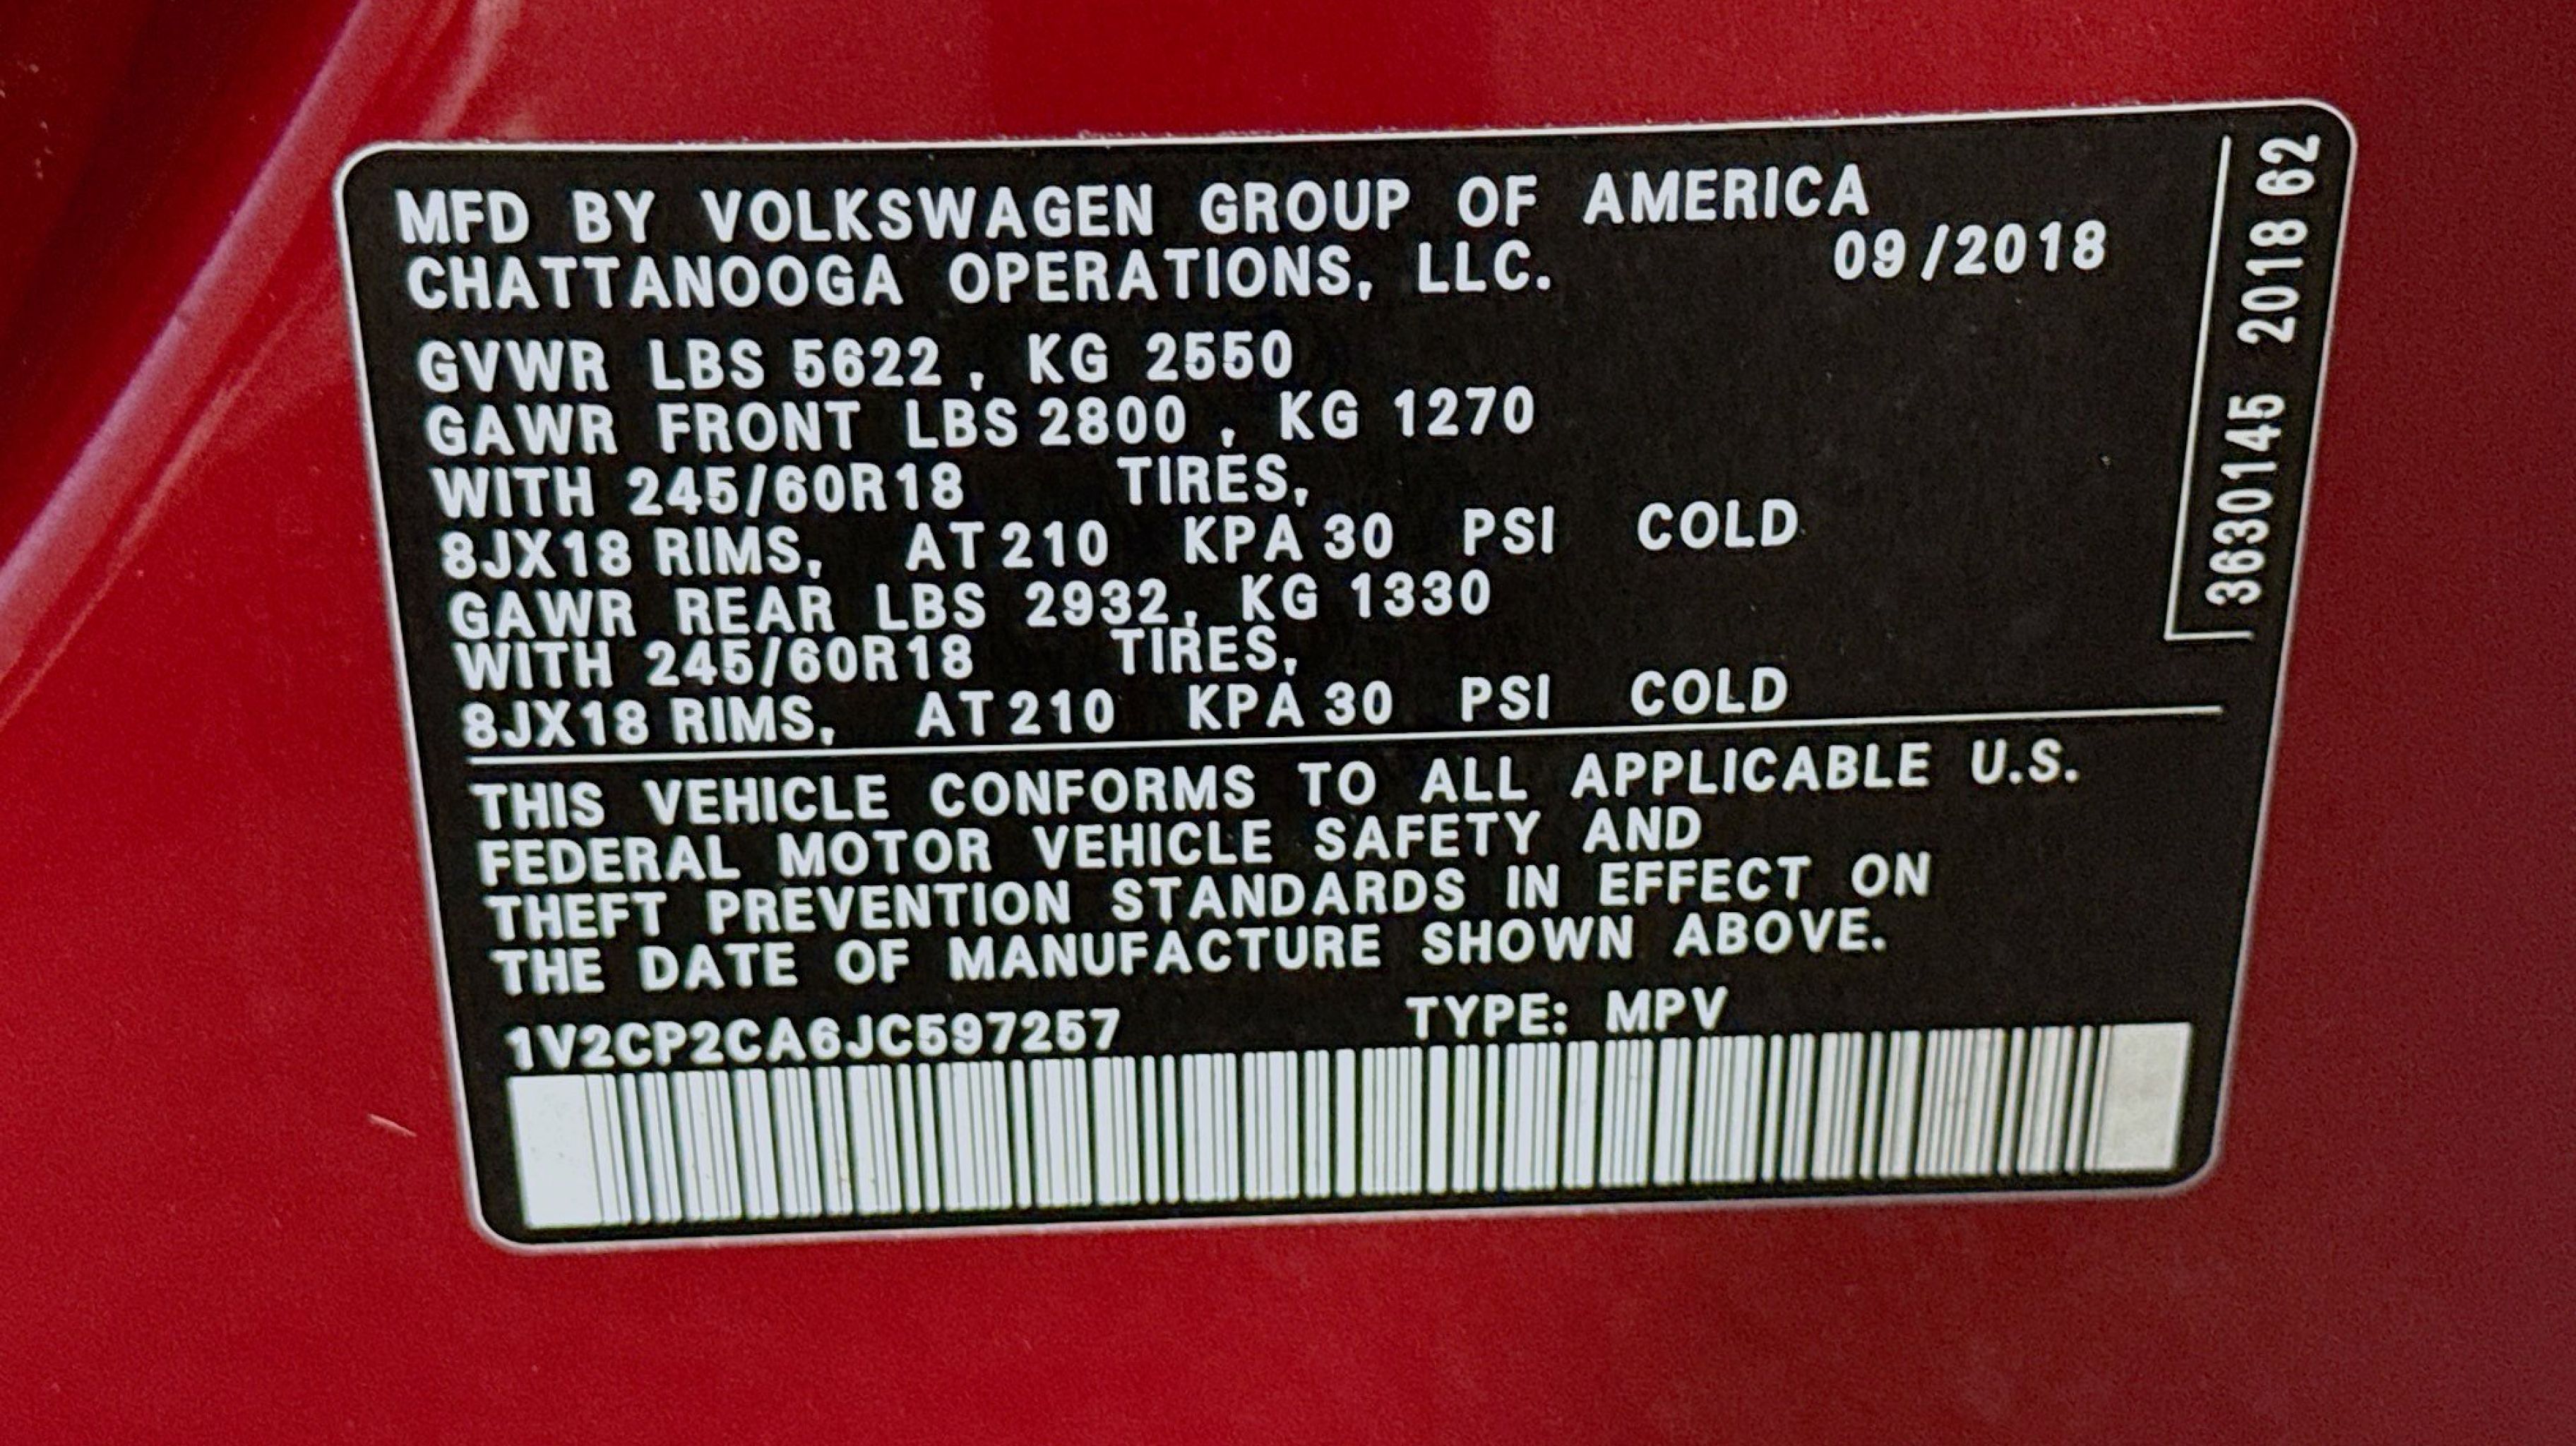 MFD BY VOLKSWAGEN GROUP OF AMERICA
CHATTANOOGA OPERATIONS, LLC. 09/2018
GVWR LBS 5622, KG 2550
GAWR FRONT LBS 2800, KG 1270
WITH 245/60R18 TIRES,
8JX18 RIMS, AT 210 KPA 30 PSI COLD
GAWR REAR LBS 2932, KG 1330
WITH 245/60R18 TIRES,
8JX18 RIMS, AT 210 KPA 30 PSI COLD
THIS VEHICLE CONFORMS TO ALL APPLICABLE U.S.
FEDERAL MOTOR VEHICLE SAFETY AND
THEFT PREVENTION STANDARDS IN EFFECT ON
THE DATE OF MANUFACTURE SHOWN ABOVE.
1V2CP2CA6JC597257 TYPE: MPV
3630145 2018 62